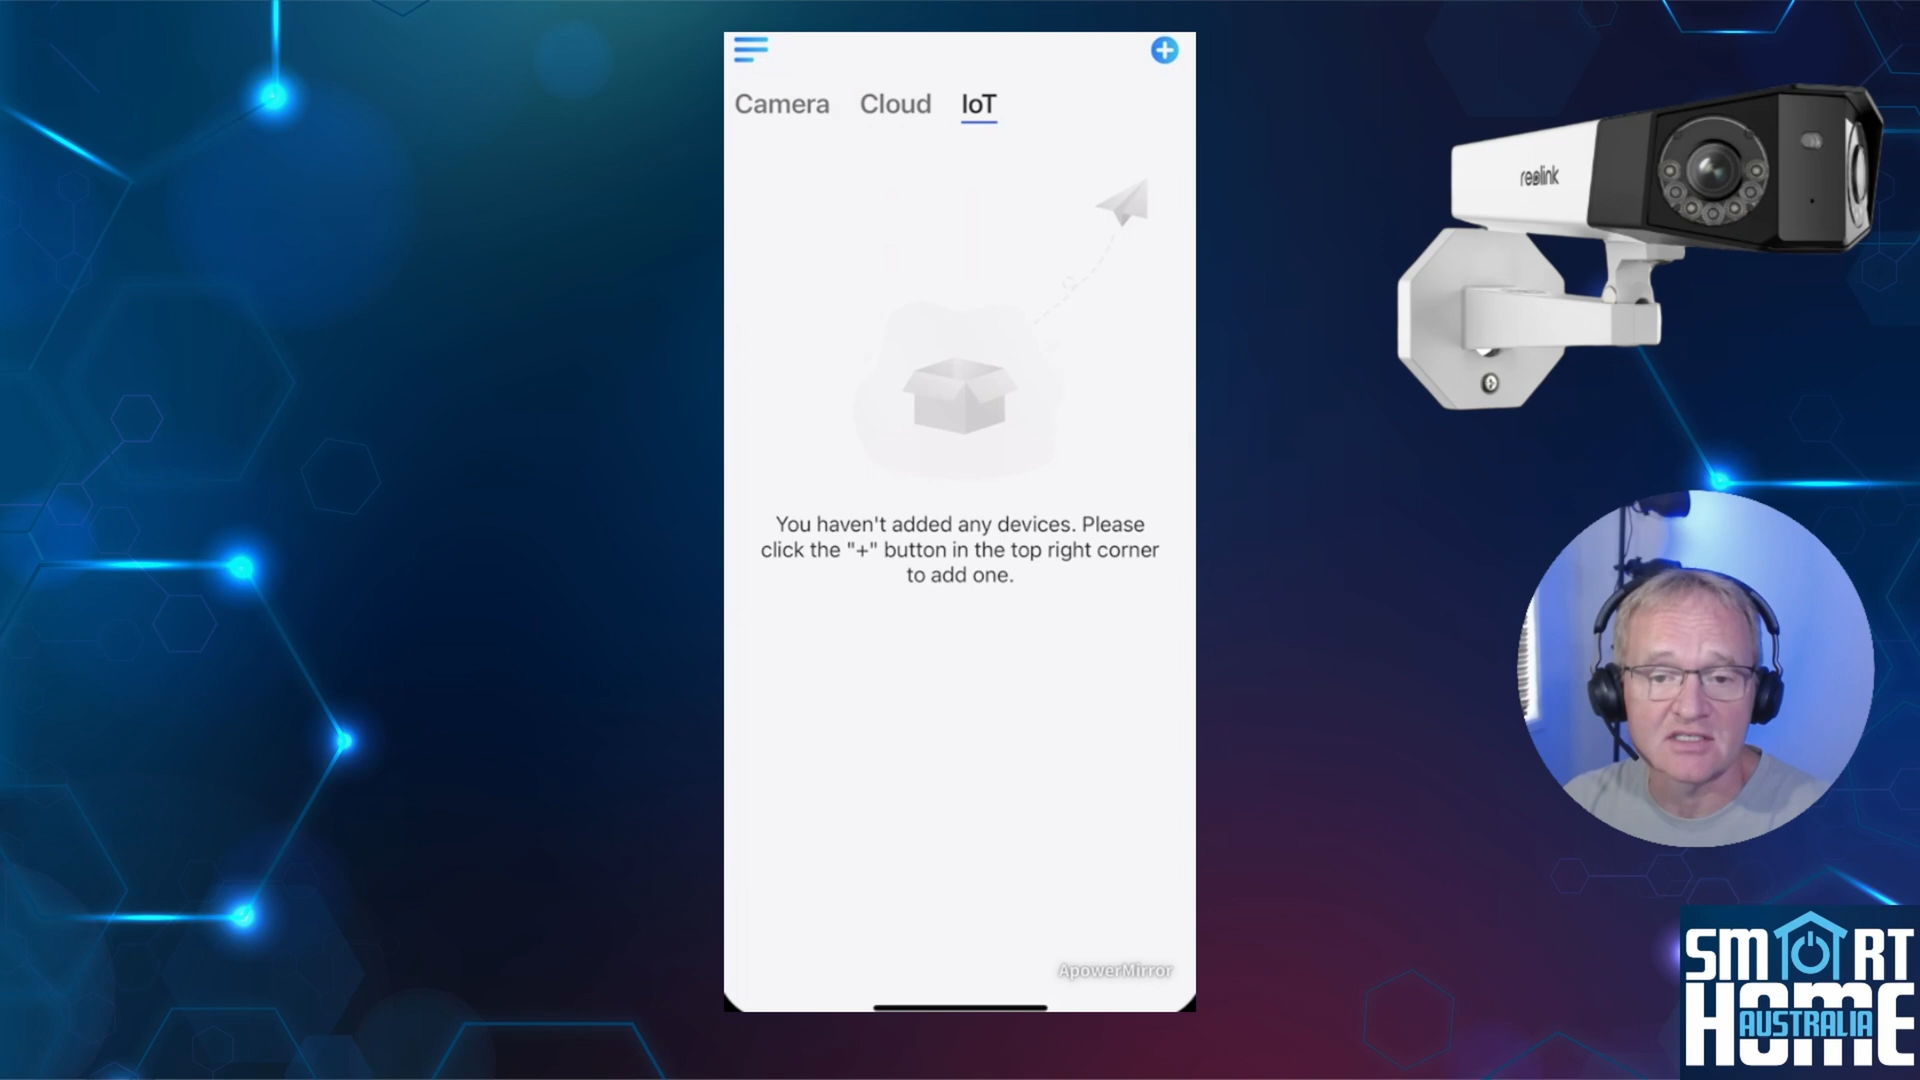 Camera Cloud IoT
reolink
You haven't added any devices. Please
click the "+" button in the top right corner
to add one.
ApowerMirror
SMART
HOME
AUSTRALIA